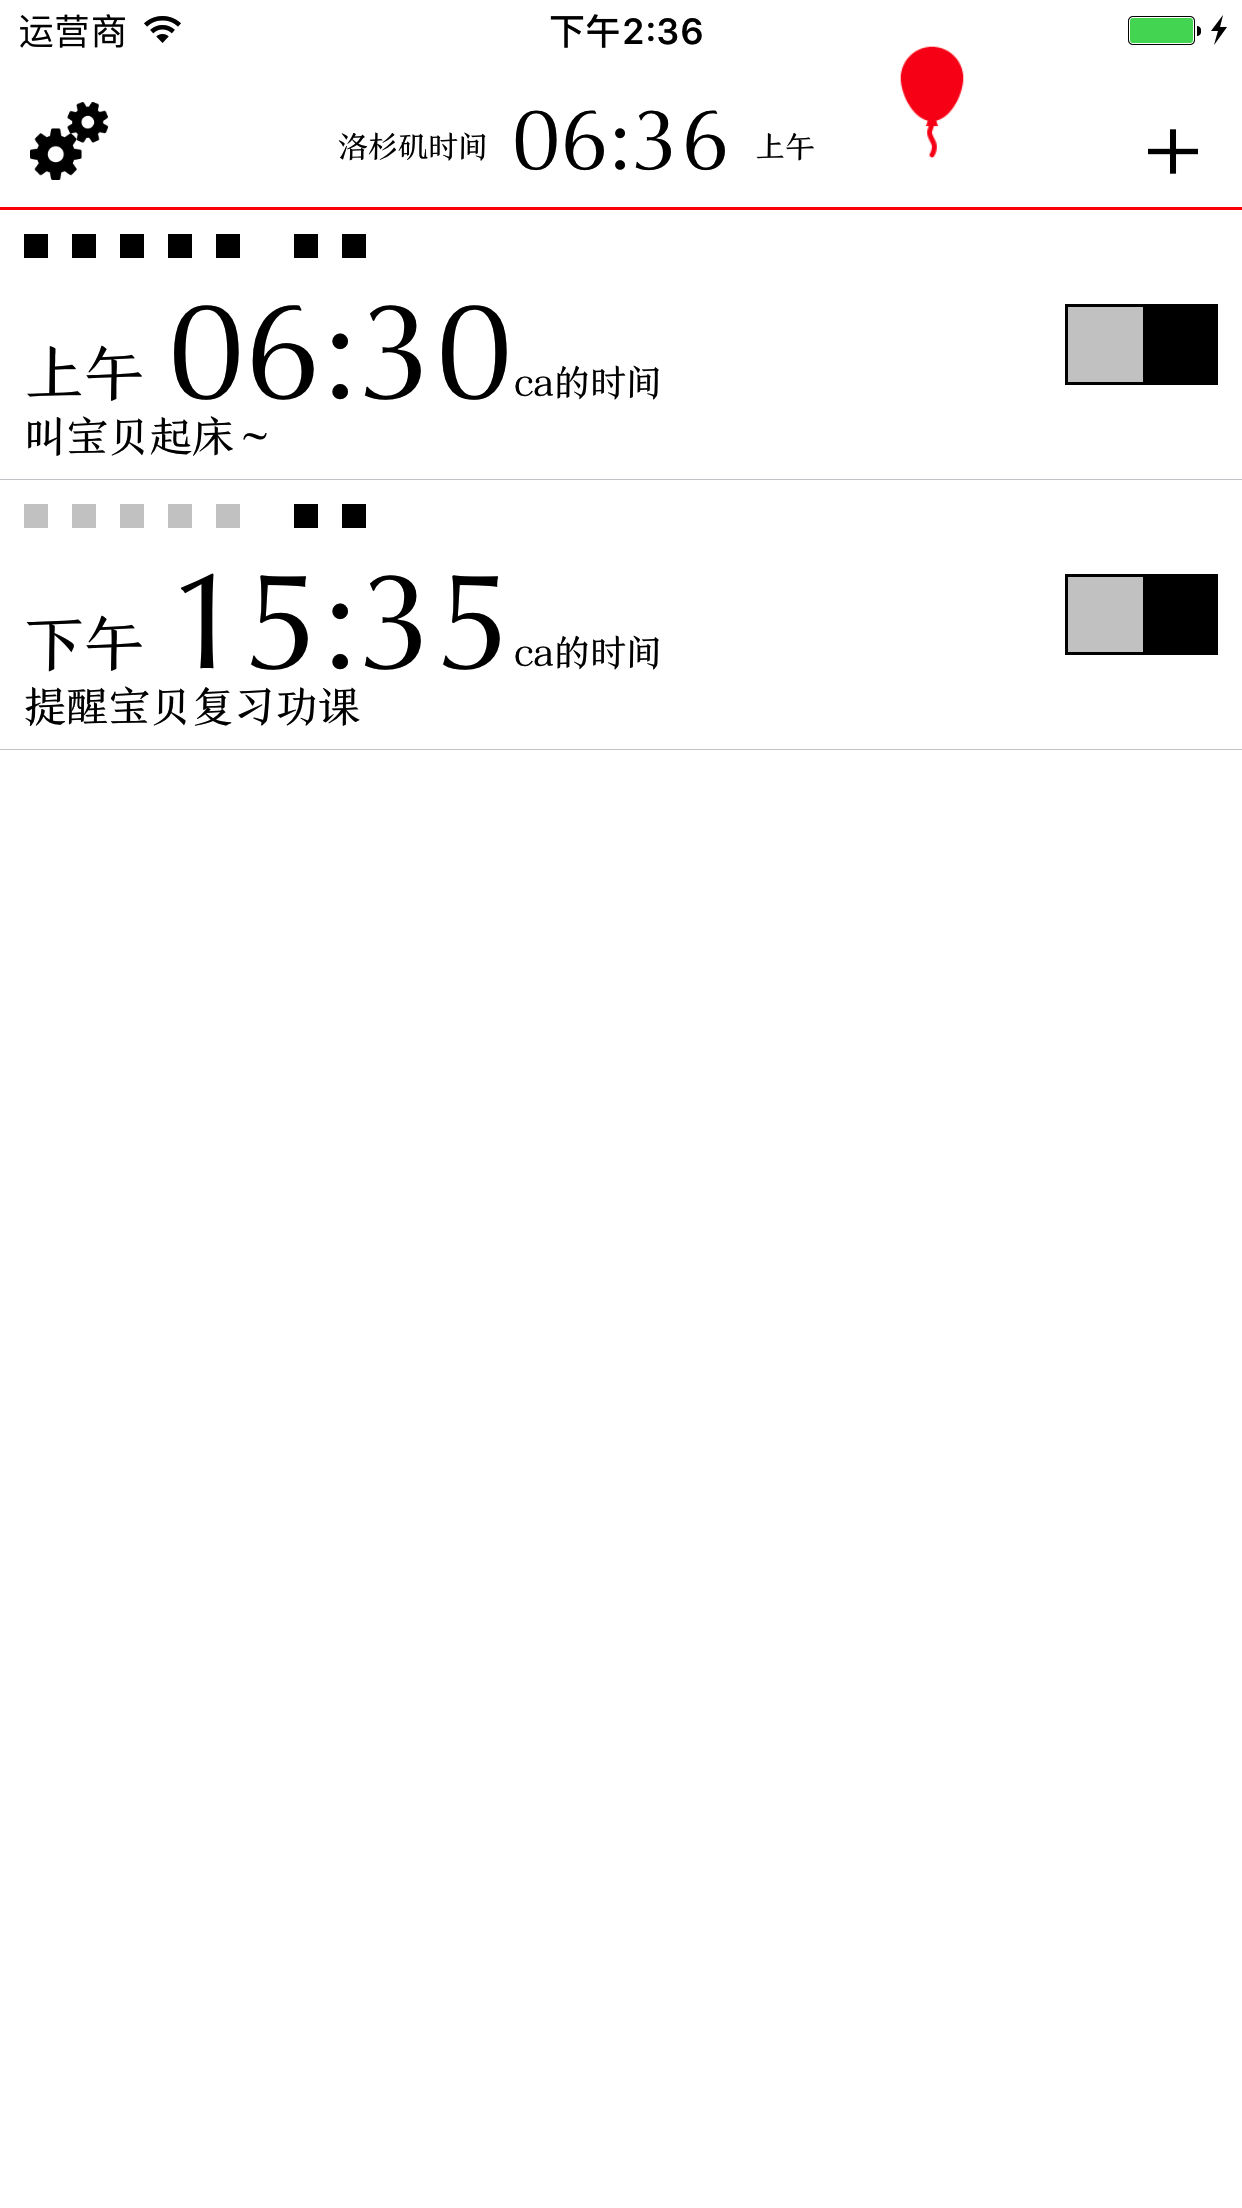 运营商 下午2:36
洛杉矶时间 06:36 上午
上午 06:30 ca的时间
叫宝贝起床~
下午 15:35 ca的时间
提醒宝贝复习功课